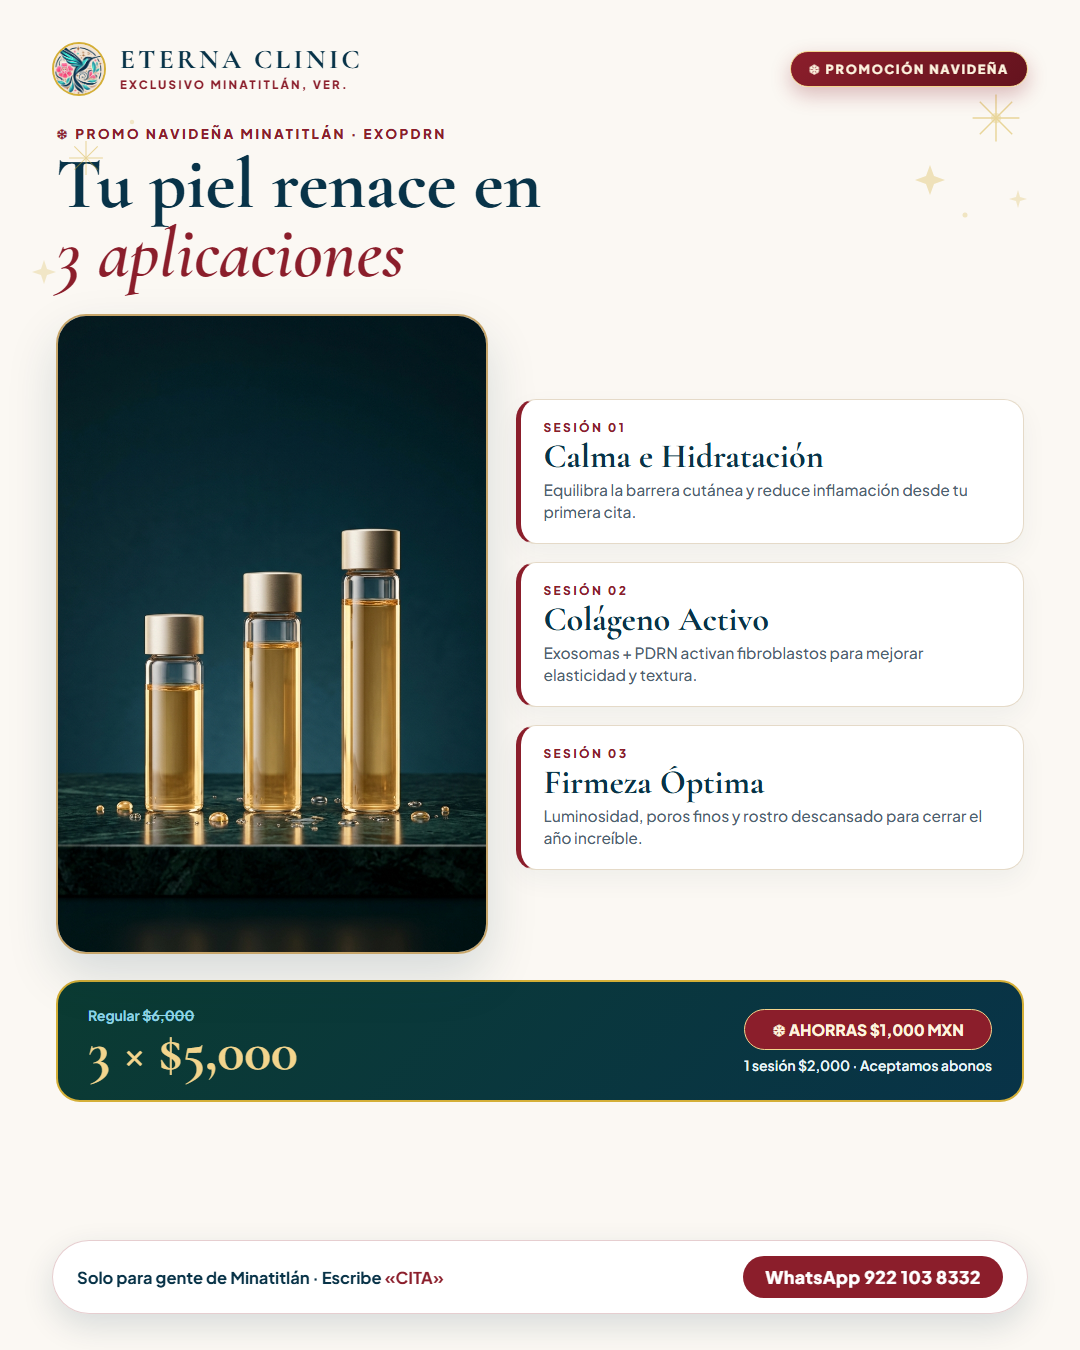 ETERNA CLINIC
EXCLUSIVO MINATITLÁN, VER.
❄ PROMOCIÓN NAVIDEÑA
❄ PROMO NAVIDEÑA MINATITLÁN · EXOPDRN
Tu piel renace en
3 aplicaciones
SESIÓN 01
Calma e Hidratación
Equilibra la barrera cutánea y reduce inflamación desde tu
primera cita.
SESIÓN 02
Colágeno Activo
Exosomas + PDRN activan fibroblastos para mejorar
elasticidad y textura.
SESIÓN 03
Firmeza Óptima
Luminosidad, poros finos y rostro descansado para cerrar el
año increíble.
Regular $6,000
3 × $5,000
❄ AHORRAS $1,000 MXN
1 sesión $2,000 · Aceptamos abonos
Solo para gente de Minatitlán · Escribe «CITA»
WhatsApp 922 103 8332